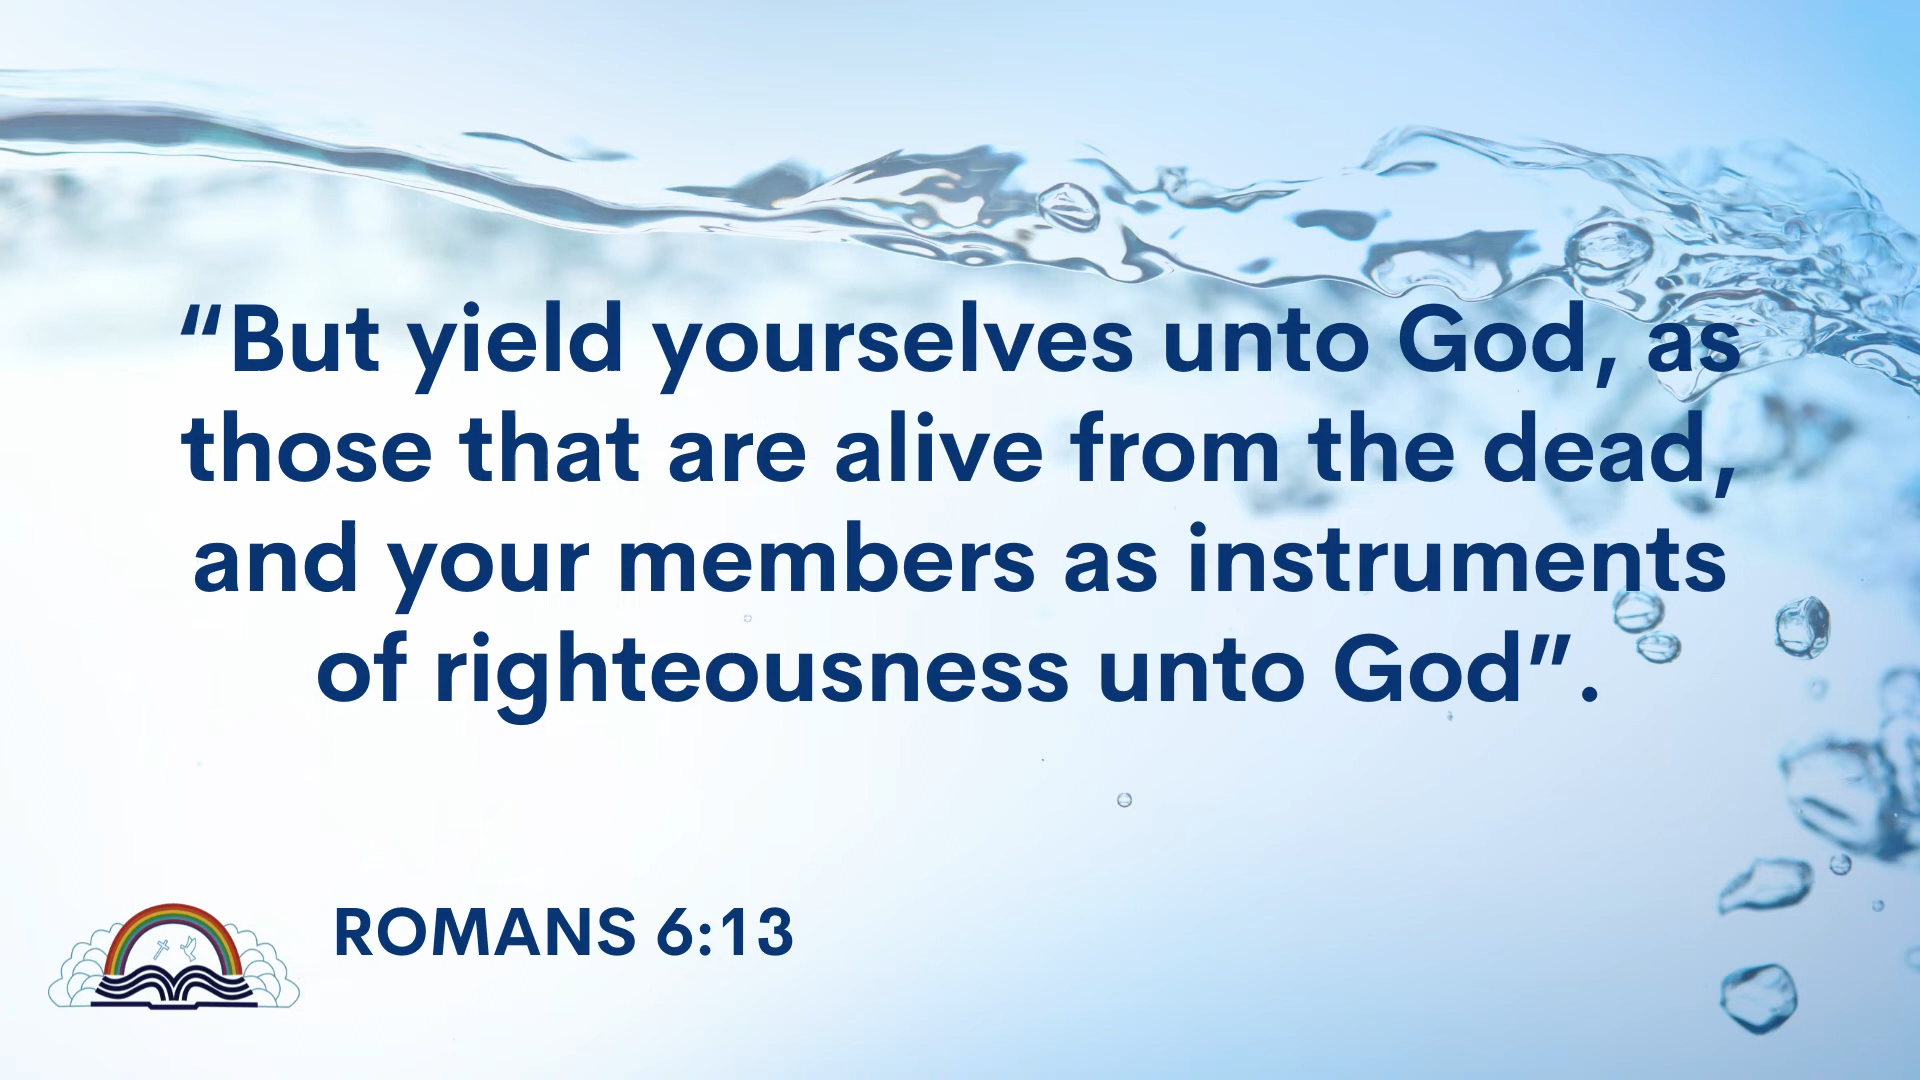 “But yield yourselves unto God, as
those that are alive from the dead,
and your members as instruments
of righteousness unto God”.
ROMANS 6:13